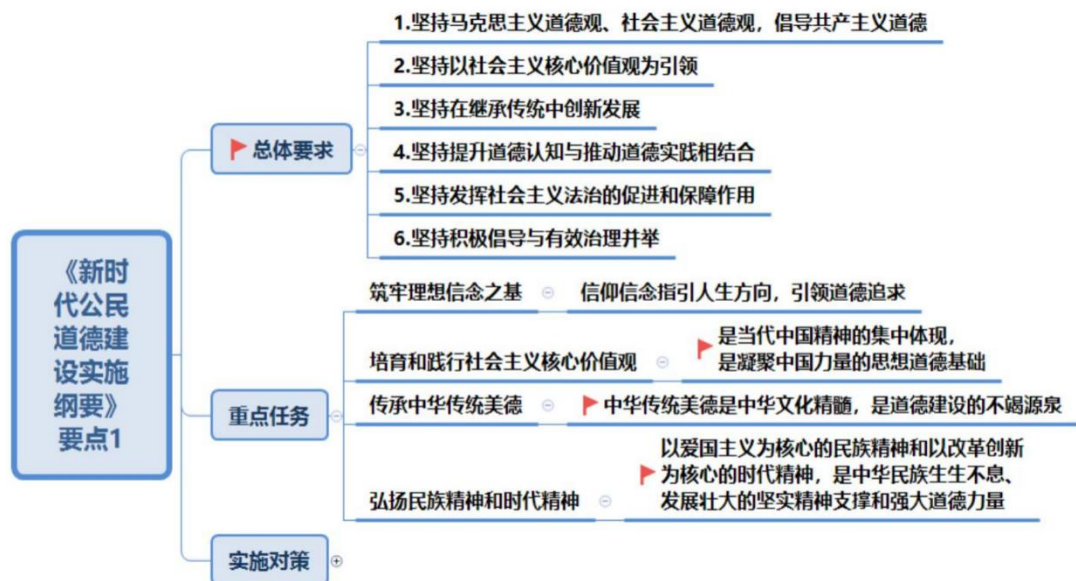 《新时
代公民
道德建
设实施
纲要》
要点1
总体要求
1.坚持马克思主义道德观、社会主义道德观，倡导共产主义道德
2.坚持以社会主义核心价值观为引领
3.坚持在继承传统中创新发展
4.坚持提升道德认知与推动道德实践相结合
5.坚持发挥社会主义法治的促进和保障作用
6.坚持积极倡导与有效治理并举
重点任务
筑牢理想信念之基
信仰信念指引人生方向，引领道德追求
培育和践行社会主义核心价值观
是当代中国精神的集中体现，
是凝聚中国力量的思想道德基础
传承中华传统美德
中华传统美德是中华文化精髓，是道德建设的不竭源泉
弘扬民族精神和时代精神
以爱国主义为核心的民族精神和以改革创新
为核心的时代精神，是中华民族生生不息、
发展壮大的坚实精神支撑和强大道德力量
实施对策